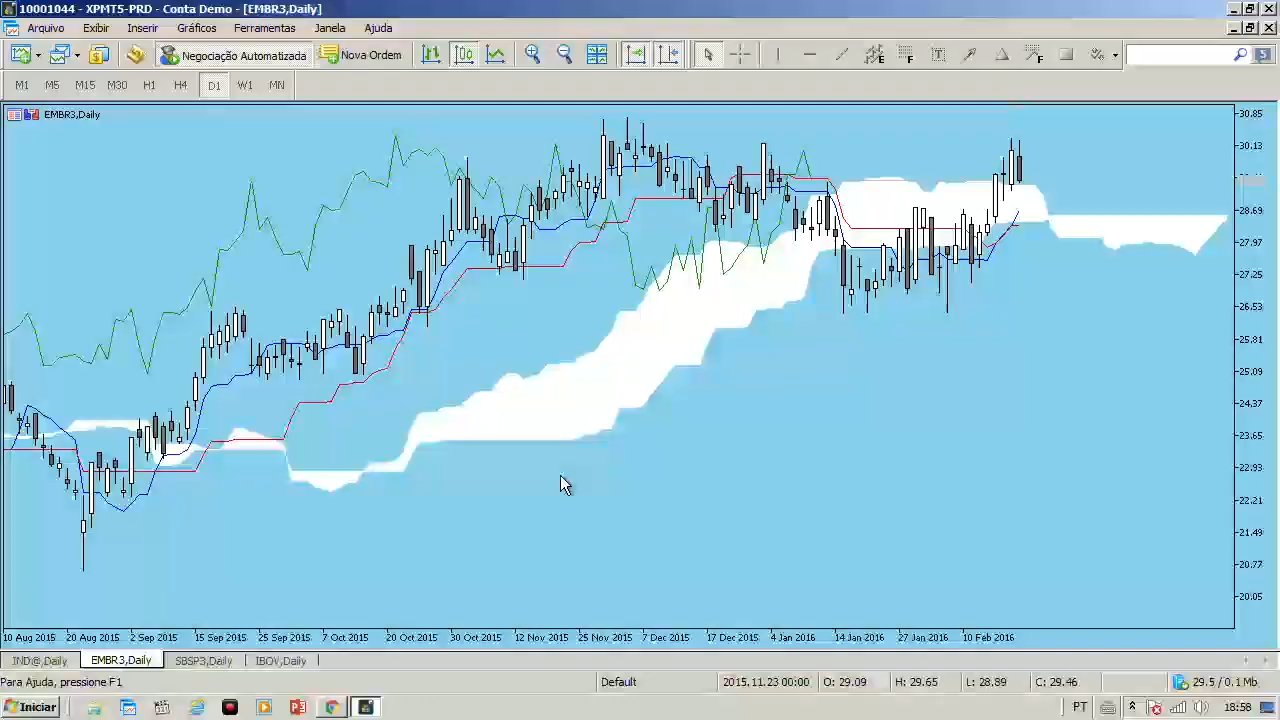 10001044 - XPMT5-PRD - Conta Demo - [EMBR3,Daily]
Arquivo Exibir Inserir Gráficos Ferramentas Janela Ajuda
Negociação Automatizada Nova Ordem E F T F
M1 M5 M15 M30 H1 H4 D1 W1 MN
EMBR3,Daily
30.85
30.13
28.69
27.97
27.25
26.53
25.81
25.09
24.37
23.65
22.93
22.21
21.49
20.77
20.05
10 Aug 2015 20 Aug 2015 2 Sep 2015 15 Sep 2015 25 Sep 2015 7 Oct 2015 20 Oct 2015 30 Oct 2015 12 Nov 2015 25 Nov 2015 7 Dec 2015 17 Dec 2015 4 Jan 2016 14 Jan 2016 27 Jan 2016 10 Feb 2016
IND@,Daily EMBR3,Daily SBSP3,Daily IBOV,Daily
Para Ajuda, pressione F1 Default 2015.11.23 00:00 O: 29.09 H: 29.65 L: 28.89 C: 29.46 29.5 / 0.1 Mb
Iniciar PT 18:58